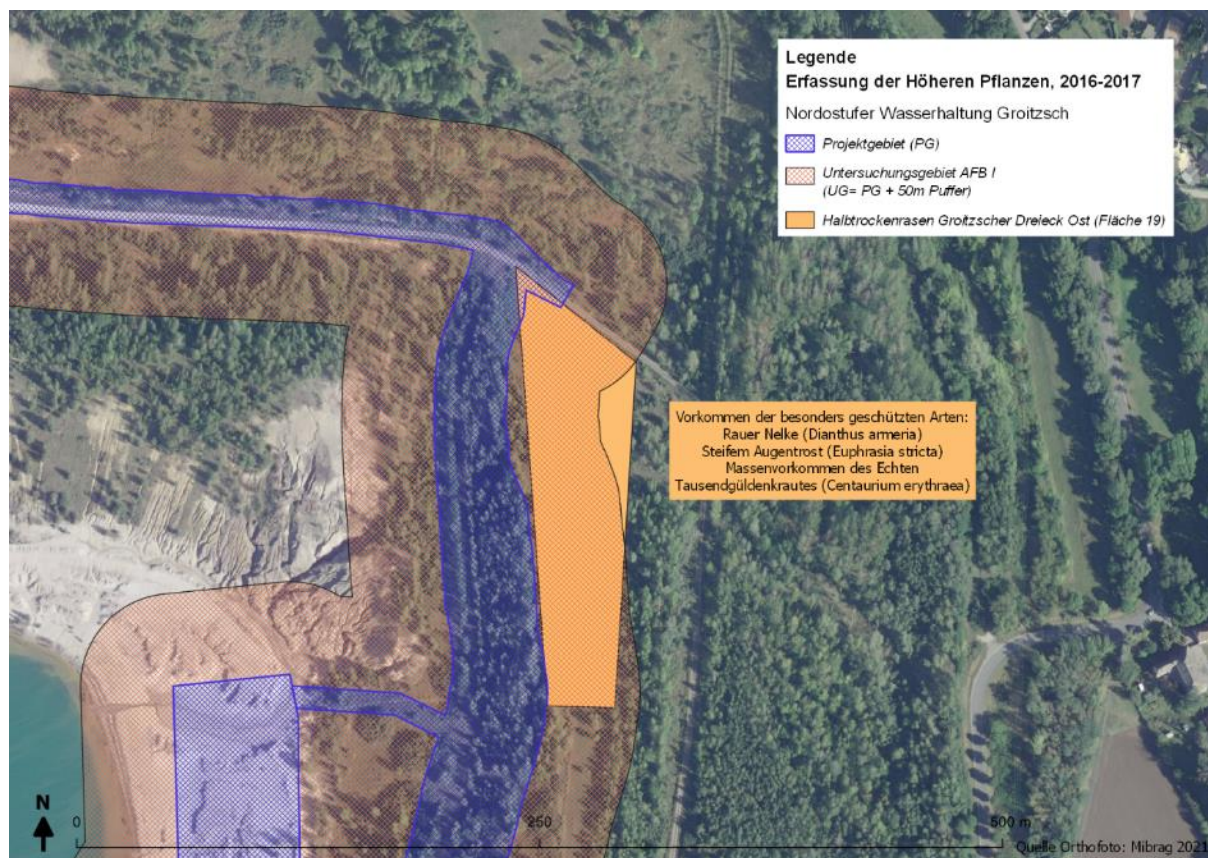 Legende
Erfassung der Höheren Pflanzen, 2016-2017
Nordostufer Wasserhaltung Groitzsch
Projektgebiet (PG)
Untersuchungsgebiet AFB I
(UG= PG + 50m Puffer)
Halbtrockenrasen Groitzscher Dreieck Ost (Fläche 19)
Vorkommen der besonders geschützten Arten:
Rauer Nelke (Dianthus armeria)
Steifem Augentrost (Euphrasia stricta)
Massenvorkommen des Echten
Tausendgüldenkrautes (Centaurium erythraea)
N
0 250 500 m
Quelle Orthofoto: Mibrag 2021